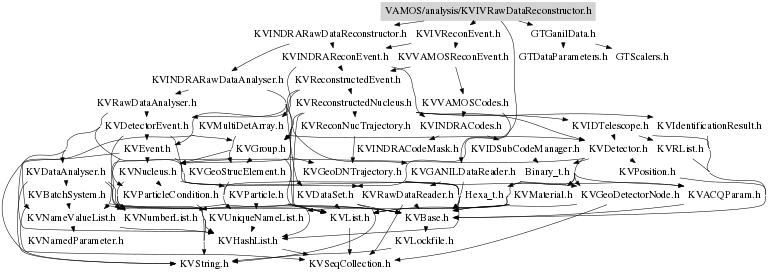 VAMOS/analysis/KVIVRawDataReconstructor.h
KVINDRARawDataReconstructor.h KVIVReconEvent.h GTGanilData.h
KVINDRAReconEvent.h KVVAMOSReconEvent.h GTDataParameters.h GTScalers.h
KVINDRARawDataAnalyser.h KVReconstructedEvent.h
KVRawDataAnalyser.h KVReconstructedNucleus.h KVVAMOSCodes.h
KVDetectorEvent.h KVMultiDetArray.h KVReconNucTrajectory.h KVINDRACodes.h KVIDTelescope.h KVIdentificationResult.h
KVEvent.h KVGroup.h KVINDRACodeMask.h KVIDSubCodeManager.h KVDetector.h KVRList.h
KVDataAnalyser.h KVNucleus.h KVGeoStrucElement.h KVGeoDNTrajectory.h KVGANILDataReader.h Binary_t.h KVPosition.h
KVBatchSystem.h KVParticleCondition.h KVParticle.h KVDataSet.h KVRawDataReader.h Hexa_t.h KVMaterial.h KVGeoDetectorNode.h KVACQParam.h
KVNameValueList.h KVNumberList.h KVUniqueNameList.h KVList.h KVBase.h
KVNamedParameter.h KVHashList.h KVLockfile.h
KVString.h KVSeqCollection.h